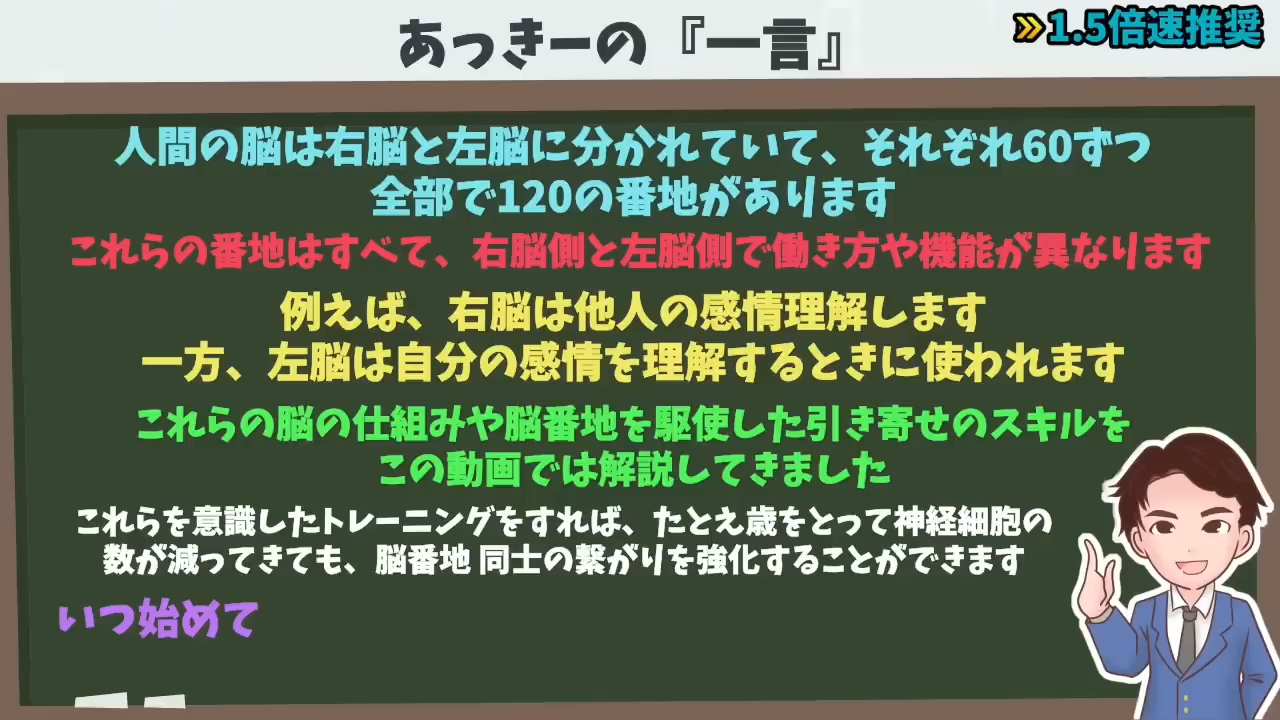 あっきーの『一言』
1.5倍速推奨
人間の脳は右脳と左脳に分かれていて、それぞれ60ずつ
全部で120の番地があります
これらの番地はすべて、右脳側と左脳側で働き方や機能が異なります
例えば、右脳は他人の感情理解します
一方、左脳は自分の感情を理解するときに使われます
これらの脳の仕組みや脳番地を駆使した引き寄せのスキルを
この動画では解説してきました
これらを意識したトレーニングをすれば、たとえ歳をとって神経細胞の
数が減ってきても、脳番地 同士の繋がりを強化することができます
いつ始めて